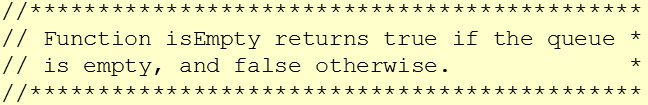 //*********************************************
// Function isEmpty returns true if the queue *
// is empty, and false otherwise.             *
//*********************************************